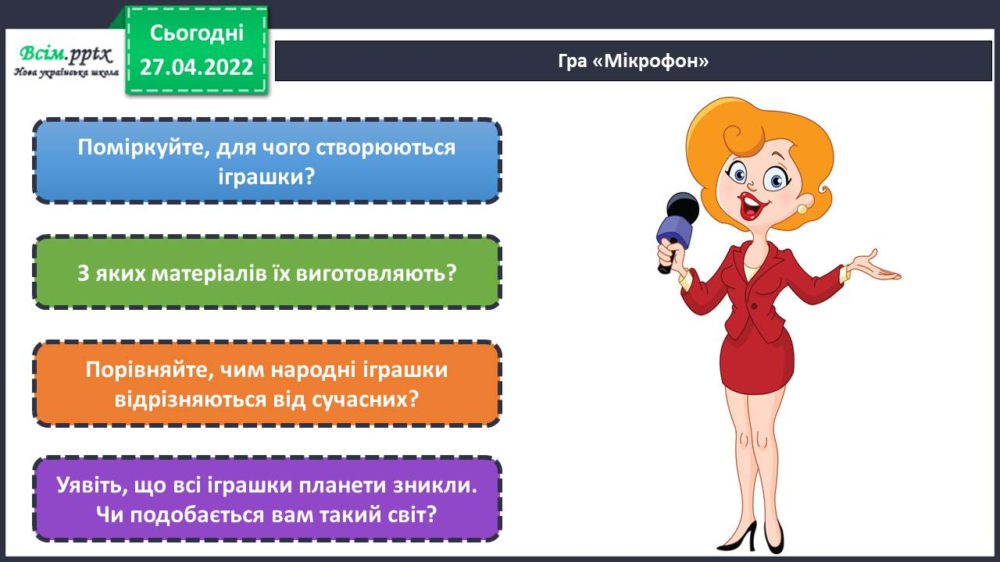 Всім.pptx
Нова українська школа
Сьогодні
27.04.2022
Гра «Мікрофон»
Поміркуйте, для чого створюються
іграшки?
З яких матеріалів їх виготовляють?
Порівняйте, чим народні іграшки
відрізняються від сучасних?
Уявіть, що всі іграшки планети зникли.
Чи подобається вам такий світ?